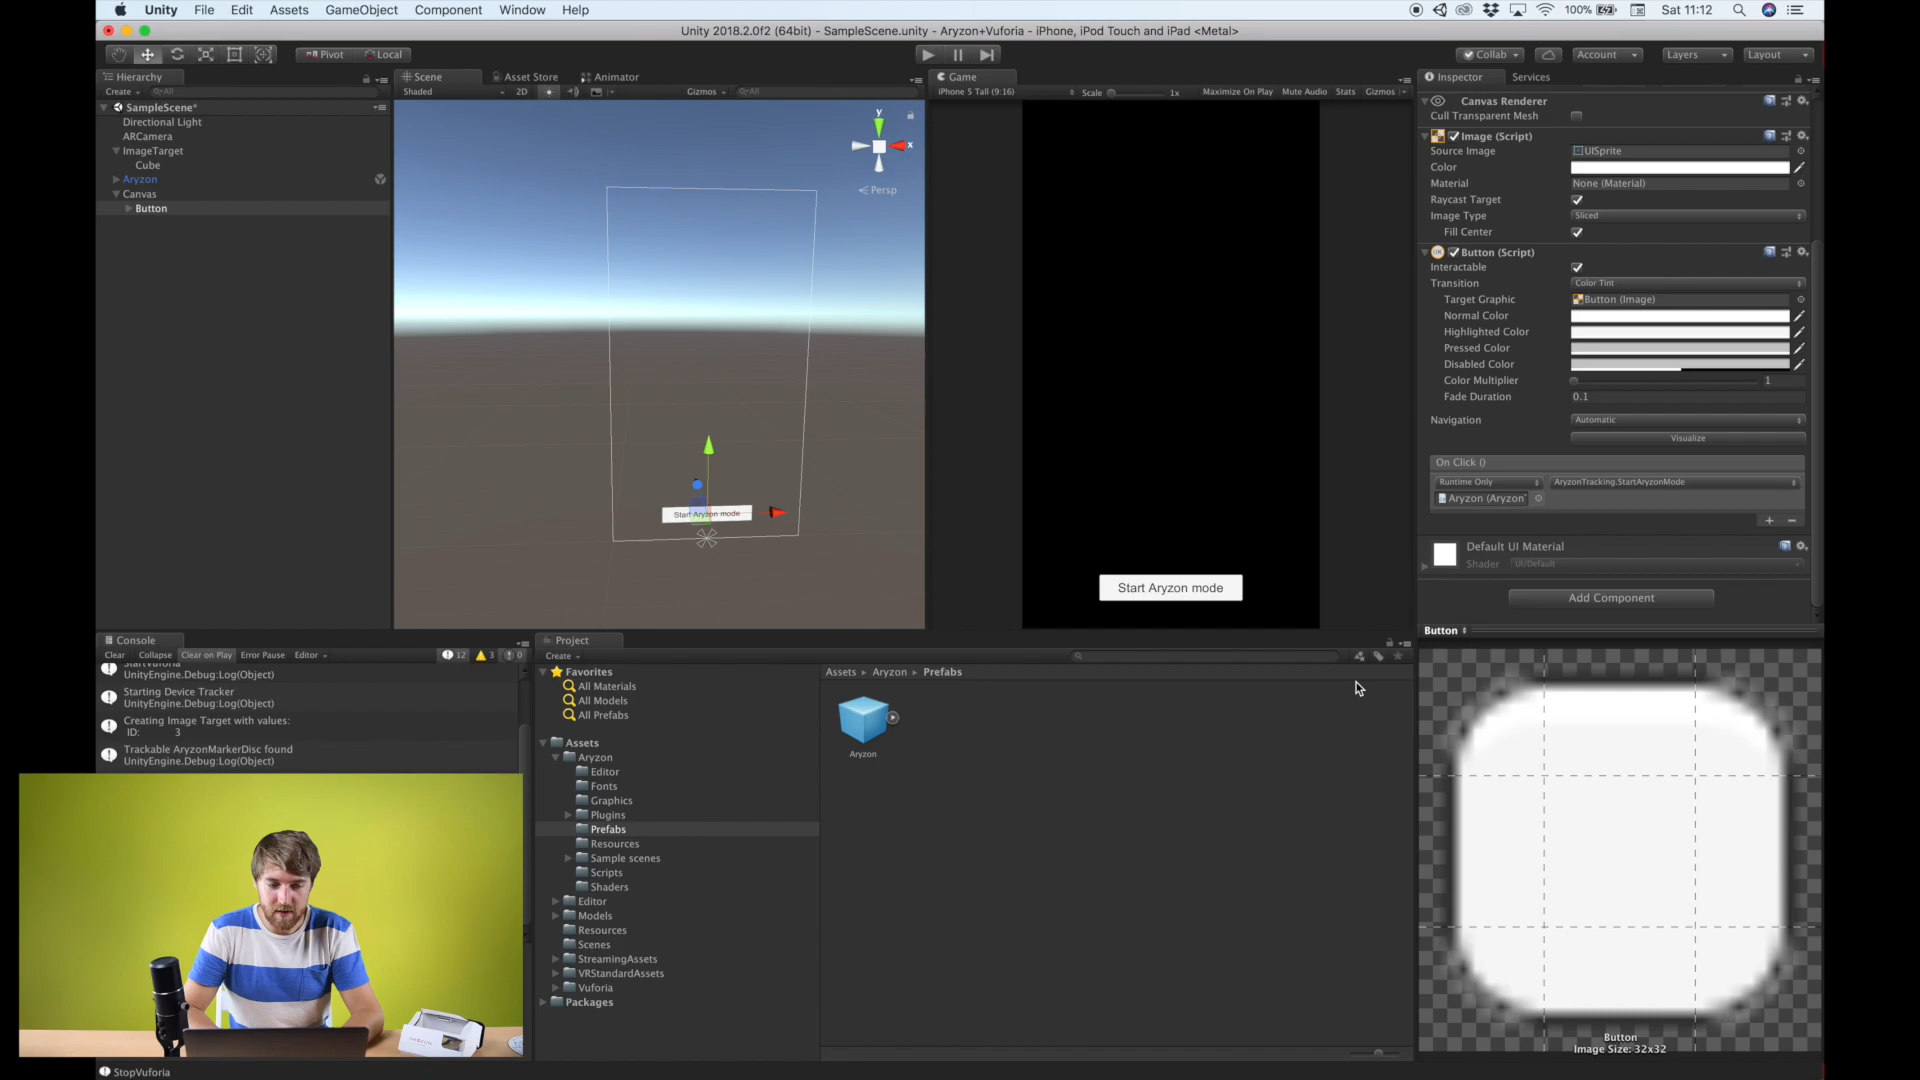 Unity File Edit Assets GameObject Component Window Help 100% Sat 11:12
Unity 2018.2.0f2 (64bit) - SampleScene.unity - Aryzon+Vuforia - iPhone, iPod Touch and iPad <Metal>
Pivot Local Collab Account Layers Layout
Hierarchy Scene Asset Store Animator Game Inspector Services
Create All Shaded 2D Gizmos All iPhone 5 Tall (9:16) Scale 1x Maximize On Play Mute Audio Stats Gizmos
SampleScene*
Directional Light
ARCamera
ImageTarget
Cube
Aryzon
Canvas
Button
y
x
Persp
Start Aryzon mode
Start Aryzon mode
Canvas Renderer
Cull Transparent Mesh
Image (Script)
Source Image UISprite
Color
Material None (Material)
Raycast Target
Image Type Sliced
Fill Center
Button (Script)
Interactable
Transition Color Tint
Target Graphic Button (Image)
Normal Color
Highlighted Color
Pressed Color
Disabled Color
Color Multiplier 1
Fade Duration 0.1
Navigation Automatic
Visualize
On Click ()
Runtime Only AryzonTracking.StartAryzonMode
Aryzon (Aryzon
Default UI Material
Shader UI/Default
Add Component
Button
Console
Clear Collapse Clear on Play Error Pause Editor 12 3 0
StartVuforia
UnityEngine.Debug:Log(Object)
Starting Device Tracker
UnityEngine.Debug:Log(Object)
Creating Image Target with values:
ID: 3
Trackable AryzonMarkerDisc found
UnityEngine.Debug:Log(Object)
Project
Create
Favorites
All Materials
All Models
All Prefabs
Assets
Aryzon
Editor
Fonts
Graphics
Plugins
Prefabs
Resources
Sample scenes
Scripts
Shaders
Editor
Models
Resources
Scenes
StreamingAssets
VRStandardAssets
Vuforia
Packages
Assets Aryzon Prefabs
Aryzon
Button
Image Size: 32x32
StopVuforia